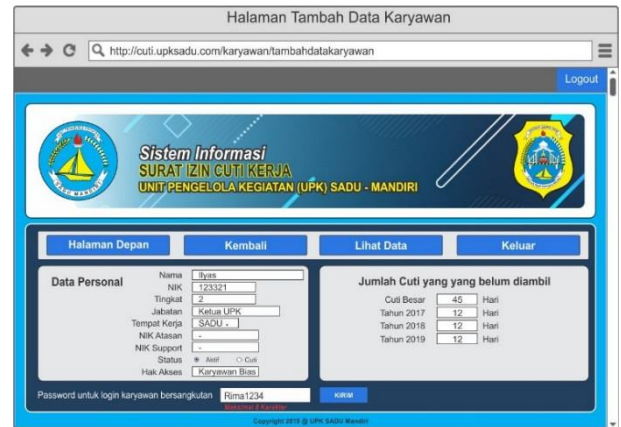 Halaman Tambah Data Karyawan
http://cuti.upksadu.com/karyawan/tambahdatakaryawan
Logout
Sistem Informasi
SURAT IZIN CUTI KERJA
UNIT PENGELOLA KEGIATAN (UPK) SADU - MANDIRI
SADU MANDIRI
Halaman Depan Kembali Lihat Data Keluar
Data Personal
Nama Ilyas
NIK 123321
Tingkat 2
Jabatan Ketua UPK
Tempat Kerja SADU -
NIK Atasan -
NIK Support -
Status Aktif Cuti
Hak Akses Karyawan Bias
Jumlah Cuti yang yang belum diambil
Cuti Besar 45 Hari
Tahun 2017 12 Hari
Tahun 2018 12 Hari
Tahun 2019 12 Hari
Password untuk login karyawan bersangkutan Rima1234 KIRIM
Maksimal 8 Karakter
Copyright 2019 @ UPK SADU Mandiri